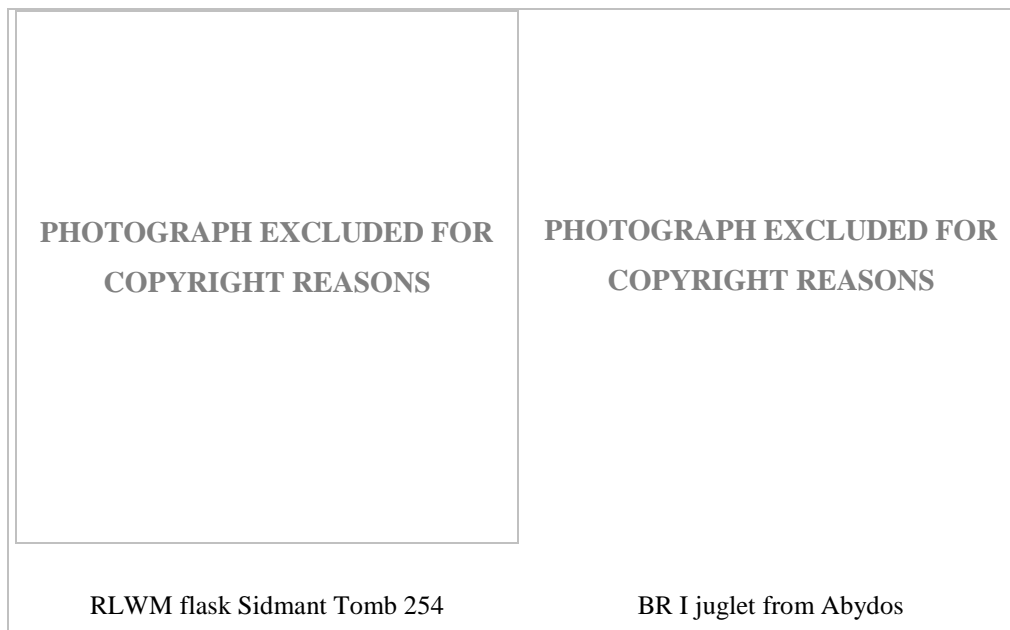 PHOTOGRAPH EXCLUDED FOR
COPYRIGHT REASONS
PHOTOGRAPH EXCLUDED FOR
COPYRIGHT REASONS
RLWM flask Sidmant Tomb 254
BR I juglet from Abydos